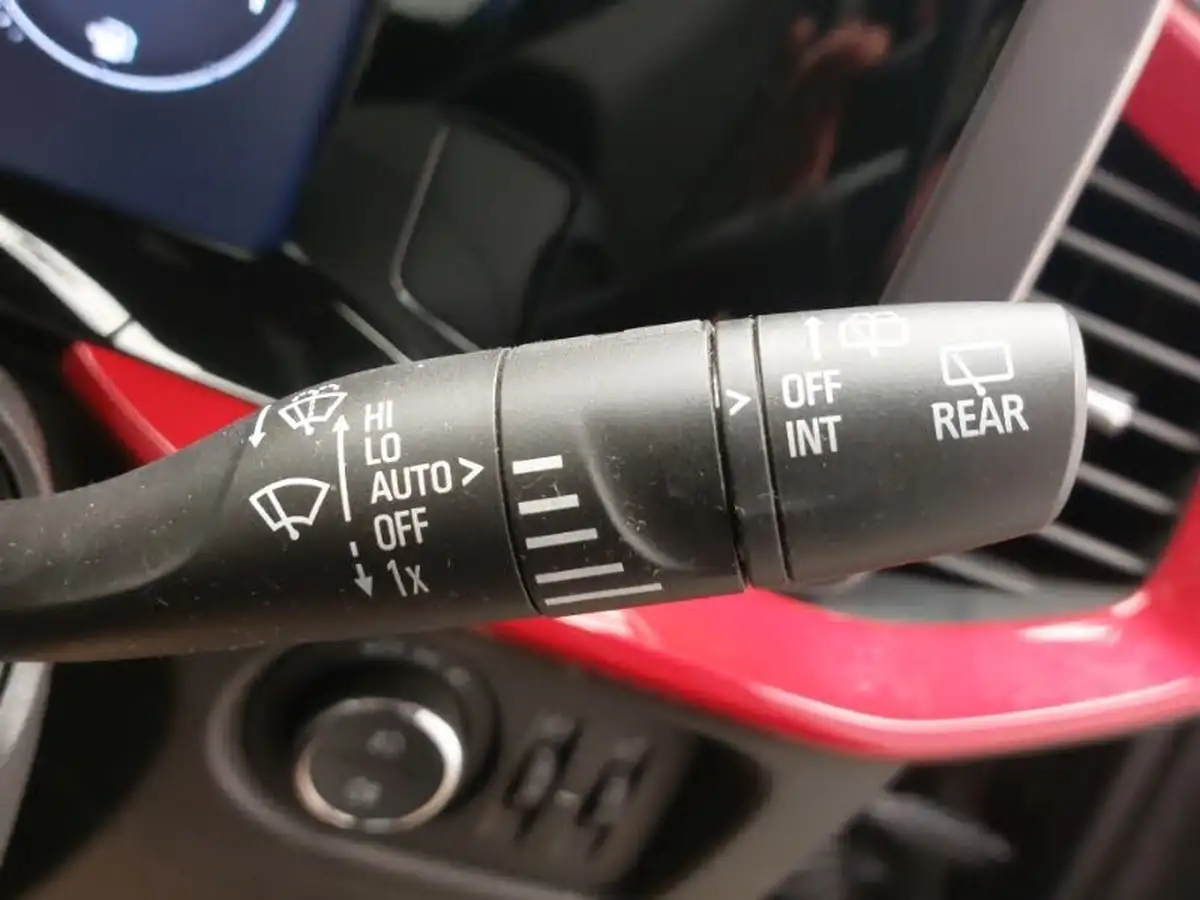 HI
LO
AUTO >
OFF
1x
>
OFF
INT
REAR